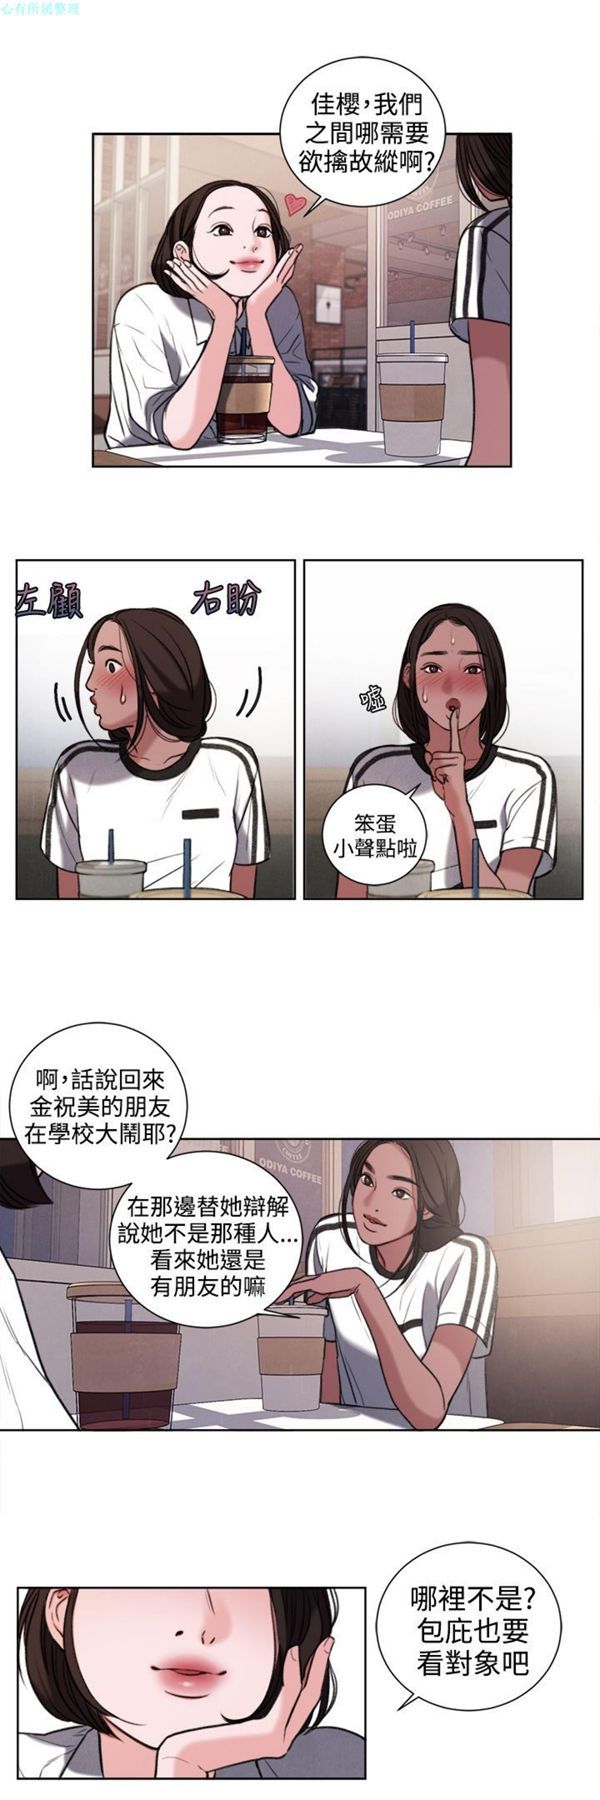 心有所属整理
佳櫻，我們
之間哪需要
欲擒故縱啊？
ODIYA COFFEE
左顧
右盼
噓
笨蛋
小聲點啦
啊，話說回來
金祝美的朋友
在學校大鬧耶？
COFFEE
ODIYA COFFEE
在那邊替她辯解
說她不是那種人...
看來她還是
有朋友的嘛
哪裡不是？
包庇也要
看對象吧